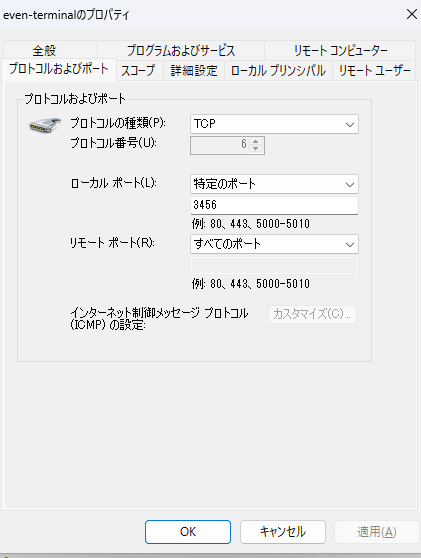 even-terminalのプロパティ
全般 プログラムおよびサービス リモート コンピューター
プロトコルおよびポート スコープ 詳細設定 ローカル プリンシパル リモート ユーザー
プロトコルおよびポート
プロトコルの種類(P): TCP
プロトコル番号(U): 6
ローカル ポート(L): 特定のポート
3456
例: 80、443、5000-5010
リモート ポート(R): すべてのポート
例: 80、443、5000-5010
インターネット制御メッセージ プロトコル
(ICMP) の設定: カスタマイズ(C)...
OK キャンセル 適用(A)